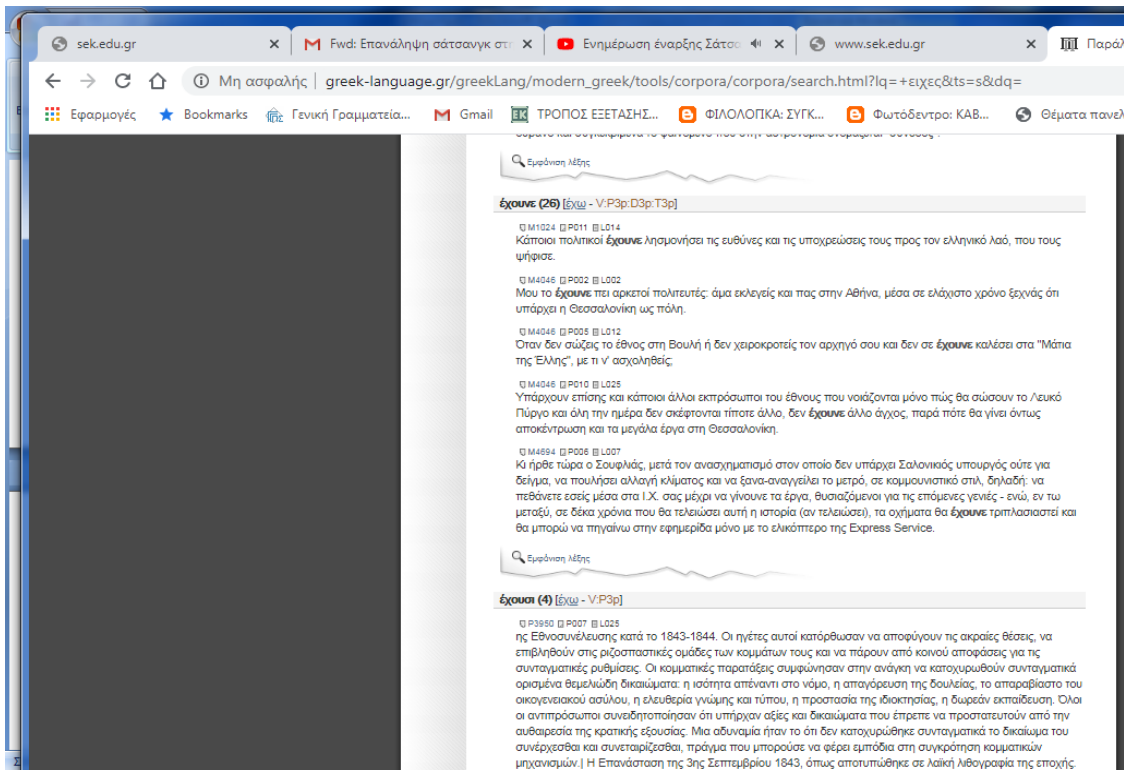 sek.edu.gr
Fwd: Επανάληψη σάτσανγκ στ
Ενημέρωση έναρξης Σάτσα
www.sek.edu.gr
Παράλ
Μη ασφαλής | greek-language.gr/greekLang/modern_greek/tools/corpora/corpora/search.html?lq=+ειχες&ts=s&dq=
Εφαρμογές Bookmarks Γενική Γραμματεία... Gmail ΤΡΟΠΟΣ ΕΞΕΤΑΣΗΣ... ΦΙΛΟΛΟΓΙΚΑ: ΣΥΓΚ... Φωτόδεντρο: ΚΑΒ... Θέματα πανελ
Εμφάνιση λέξης
έχουνε (26) [έχω - V:P3p:D3p:T3p]
M1024 P011 L014
Κάποιοι πολιτικοί έχουνε λησμονήσει τις ευθύνες και τις υποχρεώσεις τους προς τον ελληνικό λαό, που τους
ψήφισε.
M4046 P002 L002
Μου το έχουνε πει αρκετοί πολιτευτές: άμα εκλεγείς και πας στην Αθήνα, μέσα σε ελάχιστο χρόνο ξεχνάς ότι
υπάρχει η Θεσσαλονίκη ως πόλη.
M4046 P005 L012
Όταν δεν σώζεις το έθνος στη Βουλή ή δεν χειροκροτείς τον αρχηγό σου και δεν σε έχουνε καλέσει στα "Μάτια
της Έλλης", με τι ν' ασχοληθείς;
M4046 P010 L025
Υπάρχουν επίσης και κάποιοι άλλοι εκπρόσωποι του έθνους που νοιάζονται μόνο πώς θα σώσουν το Λευκό
Πύργο και όλη την ημέρα δεν σκέφτονται τίποτε άλλο, δεν έχουνε άλλο άγχος, παρά πότε θα γίνει όντως
αποκέντρωση και τα μεγάλα έργα στη Θεσσαλονίκη.
M4694 P006 L007
Κι ήρθε τώρα ο Σουφλιάς, μετά τον ανασχηματισμό στον οποίο δεν υπάρχει Σαλονικιός υπουργός ούτε για
δείγμα, να πουλήσει αλλαγή κλίματος και να ξανα-αναγγείλει το μετρό, σε κομμουνιστικό στιλ, δηλαδή: να
πεθάνετε εσείς μέσα στα Ι.Χ. σας μέχρι να γίνουνε τα έργα, θυσιαζόμενοι για τις επόμενες γενιές - ενώ, εν τω
μεταξύ, σε δέκα χρόνια που θα τελειώσει αυτή η ιστορία (αν τελειώσει), τα οχήματα θα έχουνε τριπλασιαστεί και
θα μπορώ να πηγαίνω στην εφημερίδα μόνο με το ελικόπτερο της Express Service.
Εμφάνιση λέξης
έχουσι (4) [έχω - V:P3p]
P3950 P007 L025
ης Εθνοσυνέλευσης κατά το 1843-1844. Οι ηγέτες αυτοί κατόρθωσαν να αποφύγουν τις ακραίες θέσεις, να
επιβληθούν στις ριζοσπαστικές ομάδες των κομμάτων τους και να πάρουν από κοινού αποφάσεις για τις
συνταγματικές ρυθμίσεις. Οι κομματικές παρατάξεις συμφώνησαν στην ανάγκη να κατοχυρωθούν συνταγματικά
ορισμένα θεμελιώδη δικαιώματα: η ισότητα απέναντι στο νόμο, η απαγόρευση της δουλείας, το απαραβίαστο του
οικογενειακού ασύλου, η ελευθερία γνώμης και τύπου, η προστασία της ιδιοκτησίας, η δωρεάν εκπαίδευση. Όλοι
οι αντιπρόσωποι συνειδητοποίησαν ότι υπήρχαν αξίες και δικαιώματα που έπρεπε να προστατευτούν από την
αυθαιρεσία της κρατικής εξουσίας. Μια αδυναμία ήταν το ότι δεν κατοχυρώθηκε συνταγματικά το δικαίωμα του
συνέρχεσθαι και συνεταιρίζεσθαι, πράγμα που μπορούσε να φέρει εμπόδια στη συγκρότηση κομματικών
μηχανισμών.| Η Επανάσταση της 3ης Σεπτεμβρίου 1843, όπως αποτυπώθηκε σε λαϊκή λιθογραφία της εποχής.